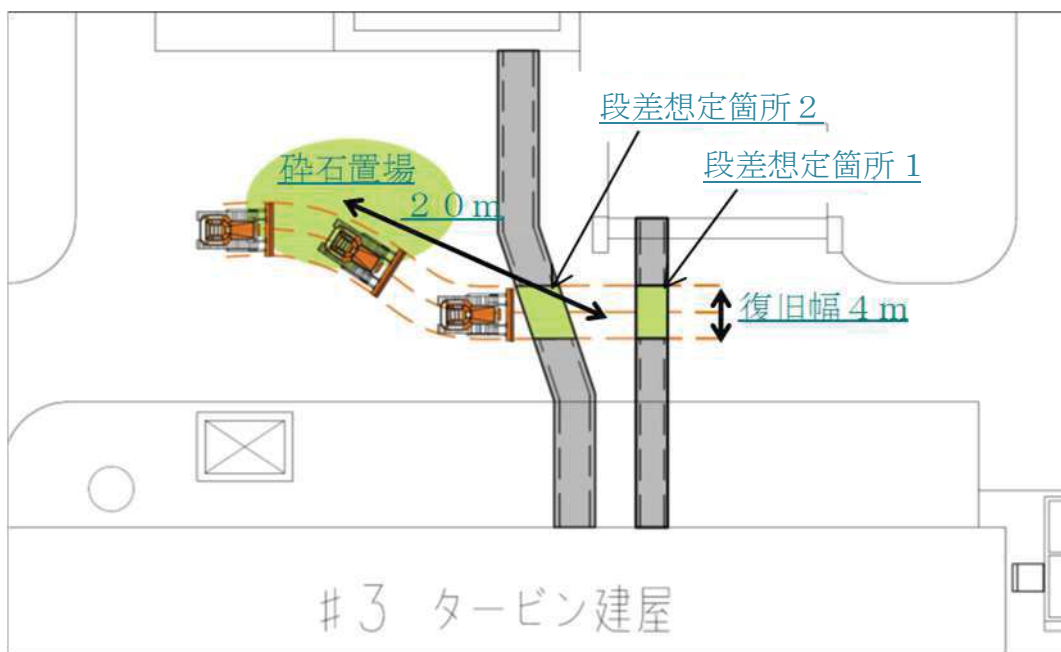 段差想定箇所２
段差想定箇所１
砕石置場
２０ｍ
復旧幅４ｍ
＃3 タービン建屋